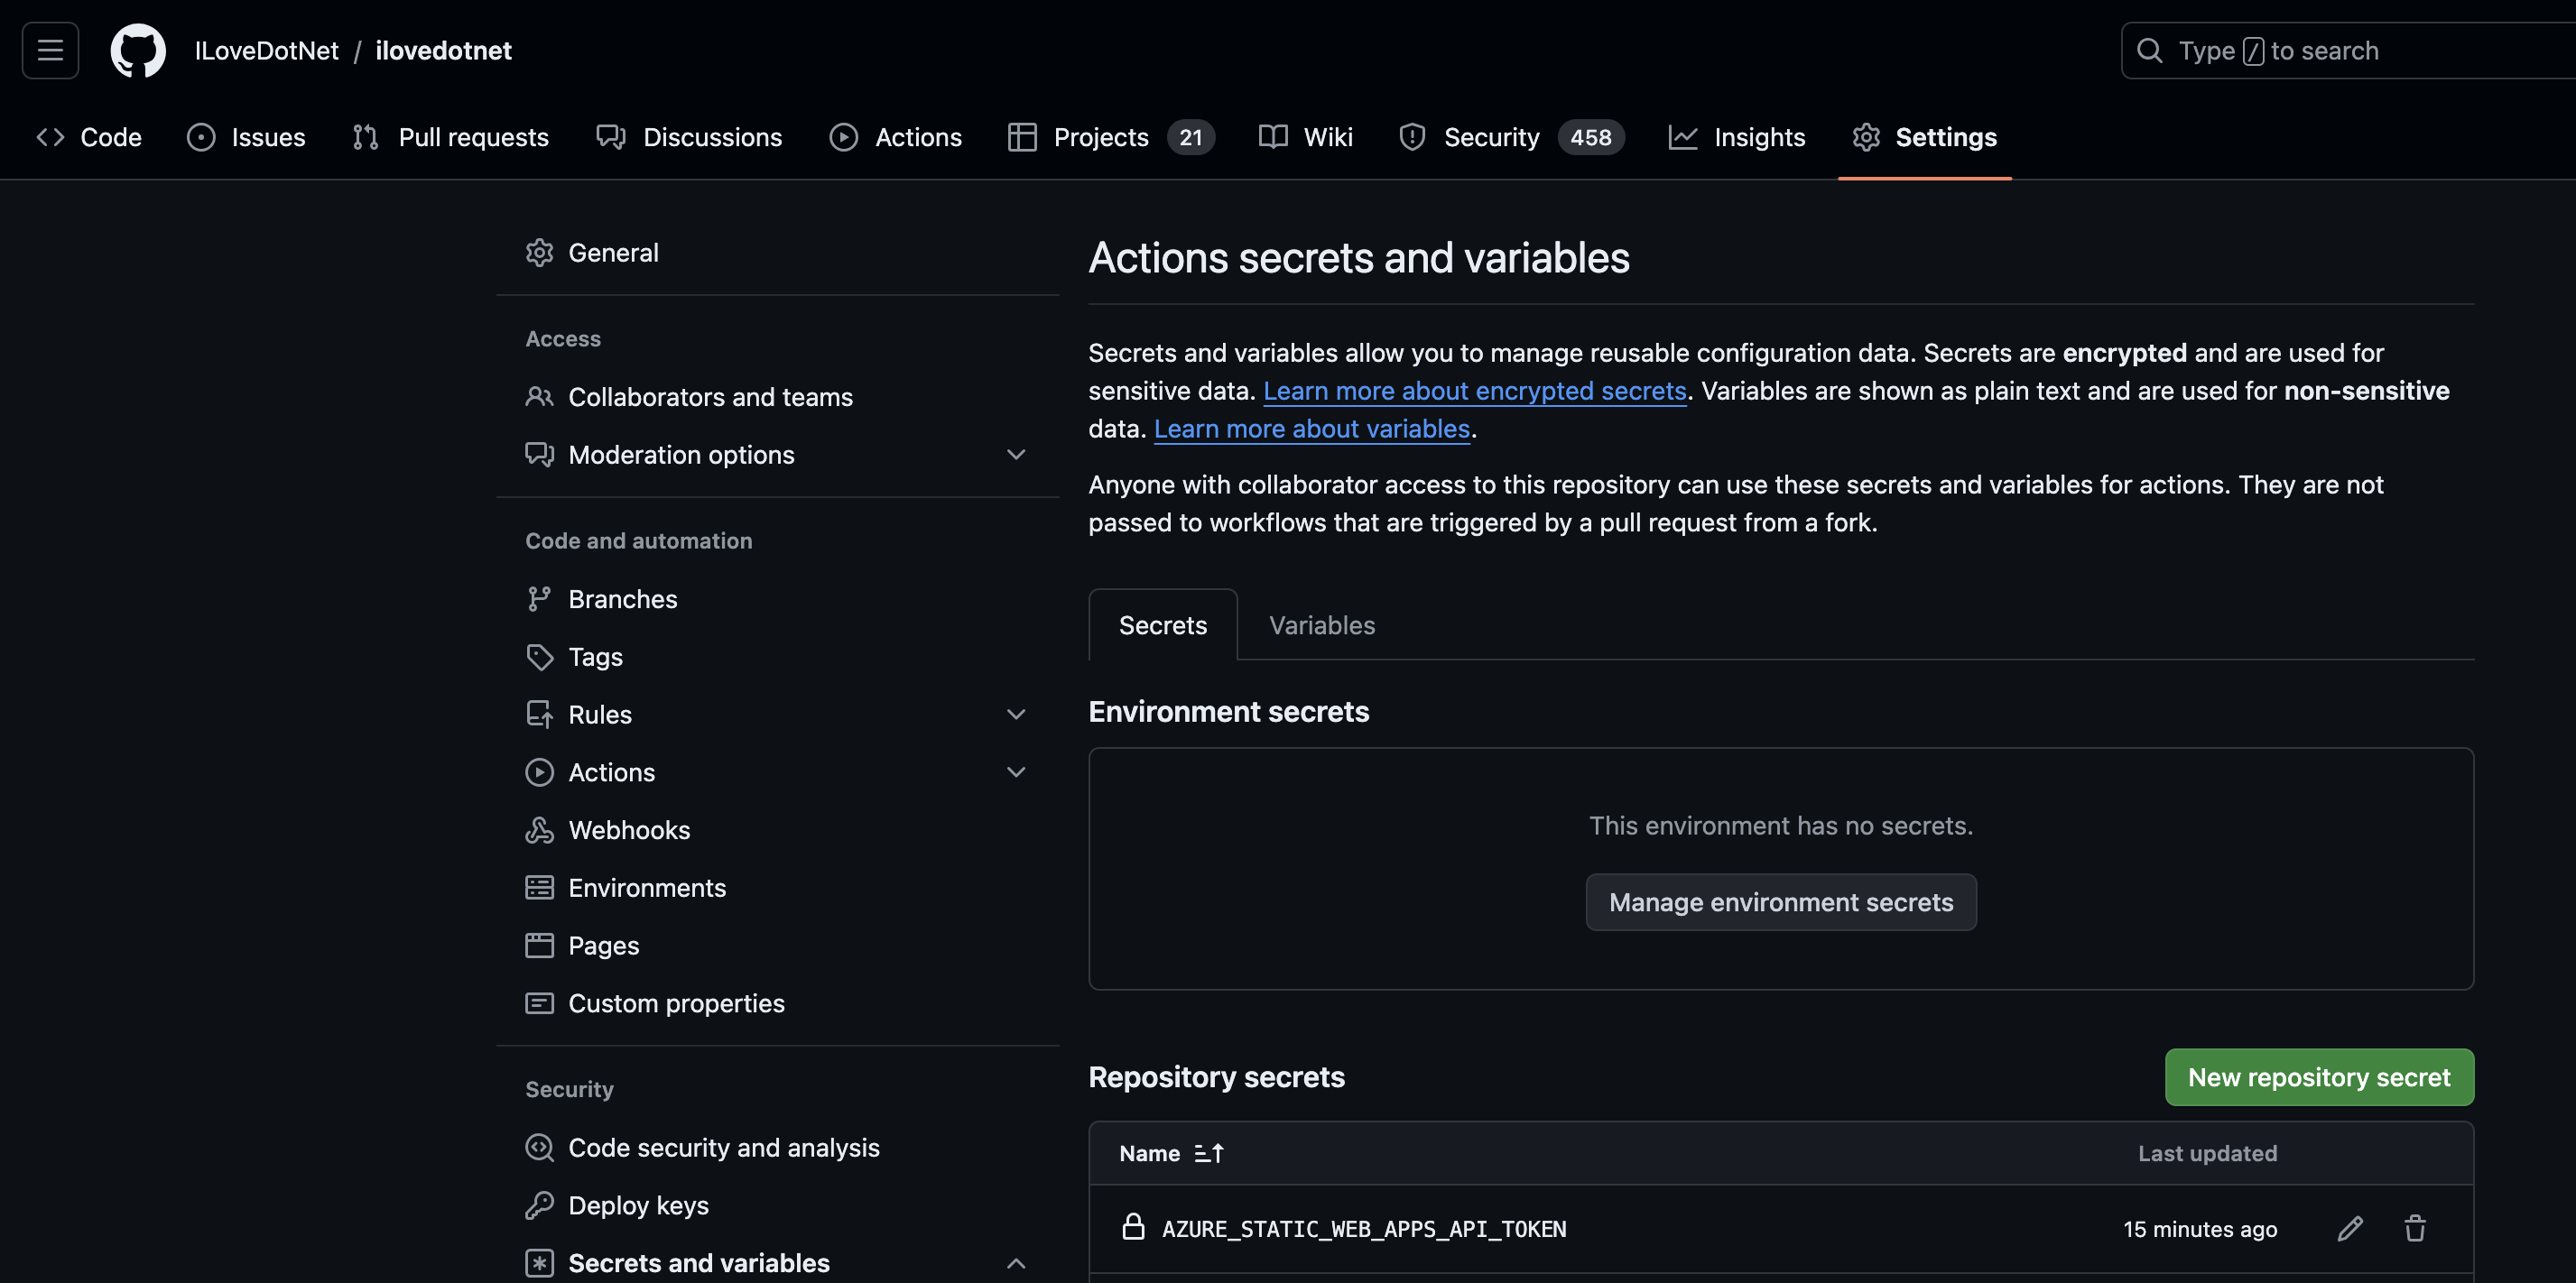 ILoveDotNet / ilovedotnet
Type / to search
Code
Issues
Pull requests
Discussions
Actions
Projects 21
Wiki
Security 458
Insights
Settings
General
Access
Collaborators and teams
Moderation options
Code and automation
Branches
Tags
Rules
Actions
Webhooks
Environments
Pages
Custom properties
Security
Code security and analysis
Deploy keys
Secrets and variables
Actions secrets and variables
Secrets and variables allow you to manage reusable configuration data. Secrets are encrypted and are used for
sensitive data. Learn more about encrypted secrets. Variables are shown as plain text and are used for non-sensitive
data. Learn more about variables.
Anyone with collaborator access to this repository can use these secrets and variables for actions. They are not
passed to workflows that are triggered by a pull request from a fork.
Secrets
Variables
Environment secrets
This environment has no secrets.
Manage environment secrets
Repository secrets
New repository secret
Name
Last updated
AZURE_STATIC_WEB_APPS_API_TOKEN
15 minutes ago